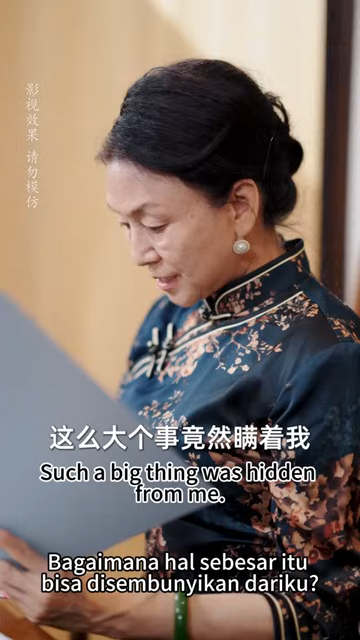 影视效果 请勿模仿
这么大个事竟然瞒着我
Such a big thing was hidden
from me.
Bagaimana hal sebesar itu
bisa disembunyikan dariku?